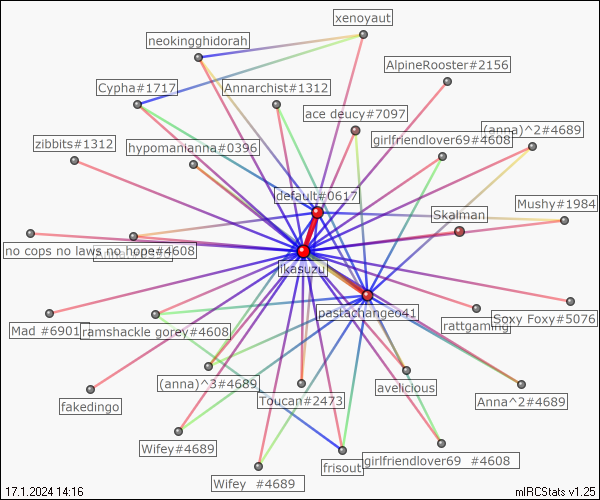 xenoyaut
neokingghidorah
AlpineRooster#2156
Cypha#1717
Annarchist#1312
ace deucy#7097
(anna)^2#4689
girlfriendlover69#4608
zibbits#1312
hypomanianna#0396
default#0617
Mushy#1984
Skalman
no cops no laws no hope#4608
Ikasuzu
pastachangeo41
Soxy Foxy#5076
rattgaming
Mad #6901
ramshackle gorey#4608
(anna)^3#4689
avelicious
Toucan#2473
Anna^2#4689
fakedingo
Wifey#4689
girlfriendlover69 #4608
frisout
Wifey #4689
17.1.2024 14:16
mIRCStats v1.25